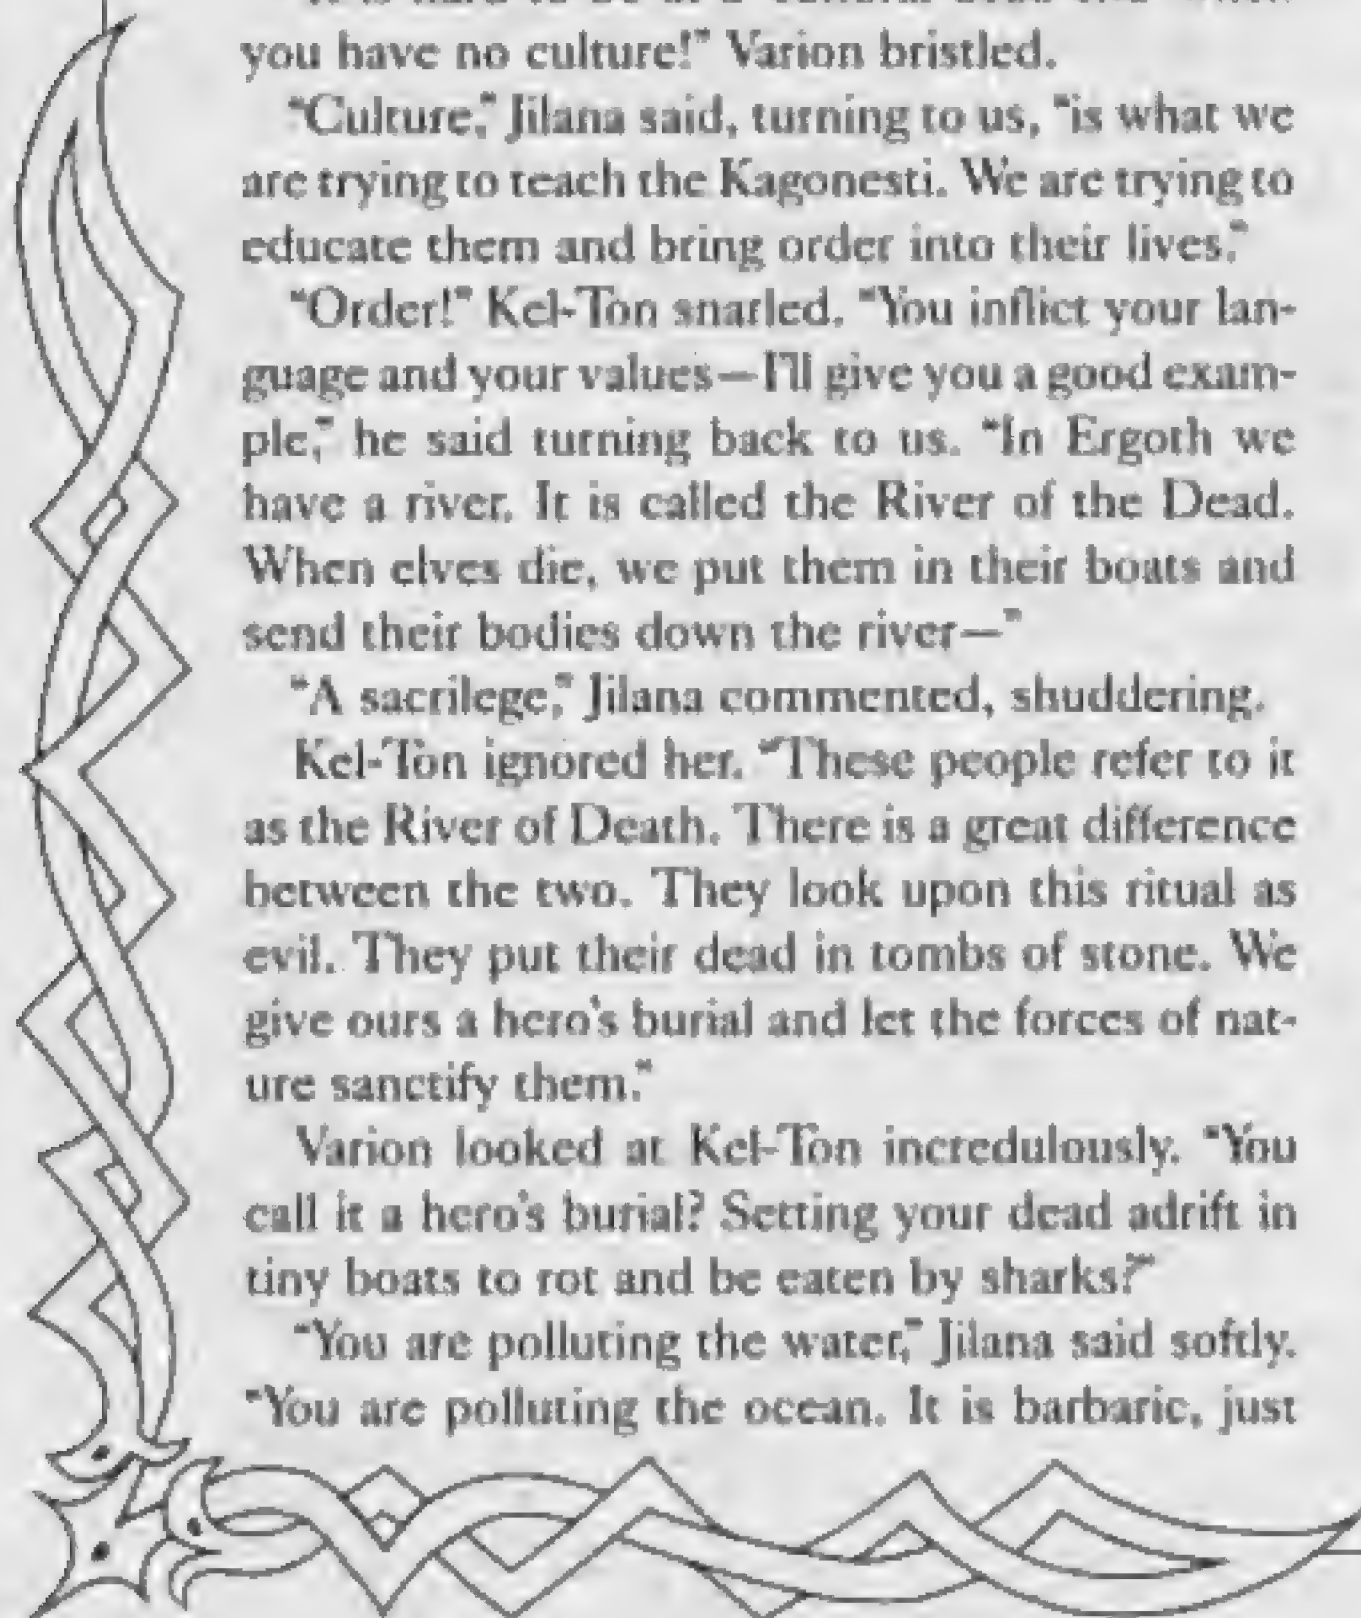 you have no culture!" Varion bristled.
"Culture," Jilana said, turning to us, "is what we
are trying to teach the Kagonesti. We are trying to
educate them and bring order into their lives."
"Order!" Kel-Ton snarled. "You inflict your lan-
guage and your values—I'll give you a good exam-
ple," he said turning back to us. "In Ergoth we
have a river. It is called the River of the Dead.
When elves die, we put them in their boats and
send their bodies down the river—"
"A sacrilege," Jilana commented, shuddering.
Kel-Ton ignored her. "These people refer to it
as the River of Death. There is a great difference
between the two. They look upon this ritual as
evil. They put their dead in tombs of stone. We
give ours a hero's burial and let the forces of nat-
ure sanctify them."
Varion looked at Kel-Ton incredulously. "You
call it a hero's burial? Setting your dead adrift in
tiny boats to rot and be eaten by sharks?"
"You are polluting the water," Jilana said softly.
"You are polluting the ocean. It is barbaric, just